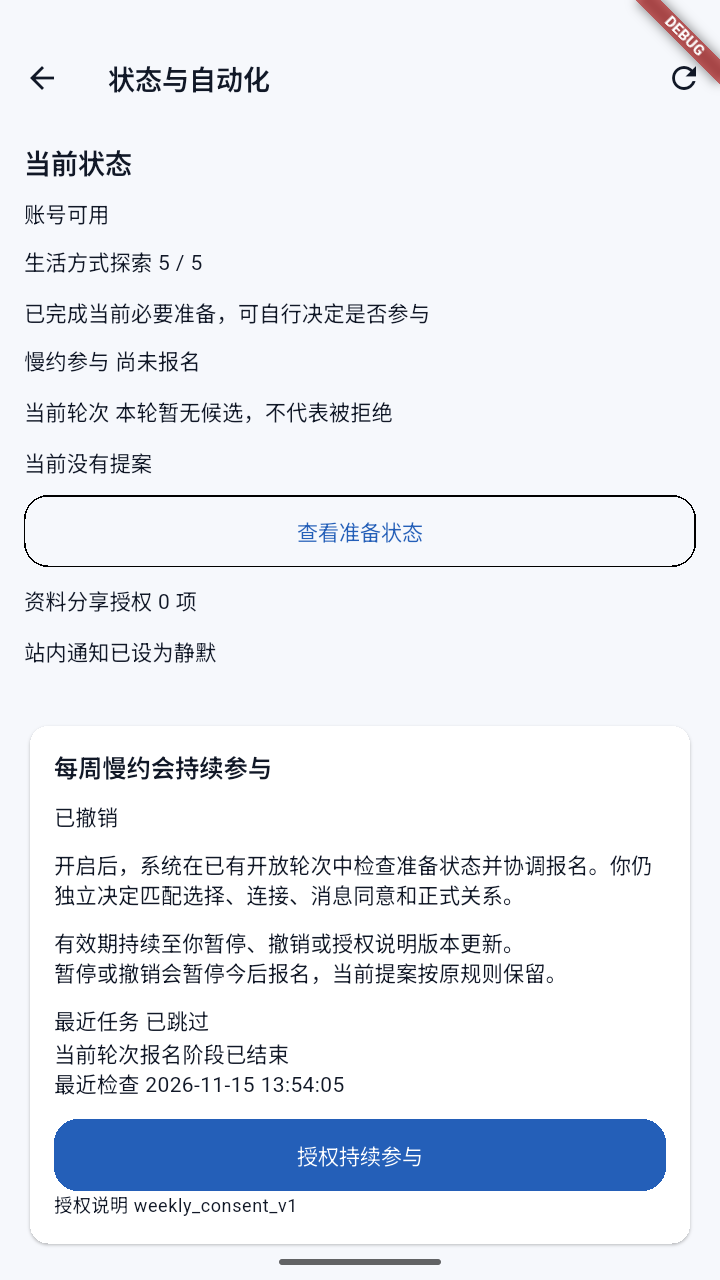 DEBUG
状态与自动化
当前状态
账号可用
生活方式探索 5 / 5
已完成当前必要准备，可自行决定是否参与
慢约参与 尚未报名
当前轮次 本轮暂无候选，不代表被拒绝
当前没有提案
查看准备状态
资料分享授权 0 项
站内通知已设为静默
每周慢约会持续参与
已撤销
开启后，系统在已有开放轮次中检查准备状态并协调报名。你仍
独立决定匹配选择、连接、消息同意和正式关系。
有效期持续至你暂停、撤销或授权说明版本更新。
暂停或撤销会暂停今后报名，当前提案按原规则保留。
最近任务 已跳过
当前轮次报名阶段已结束
最近检查 2026-11-15 13:54:05
授权持续参与
授权说明 weekly_consent_v1